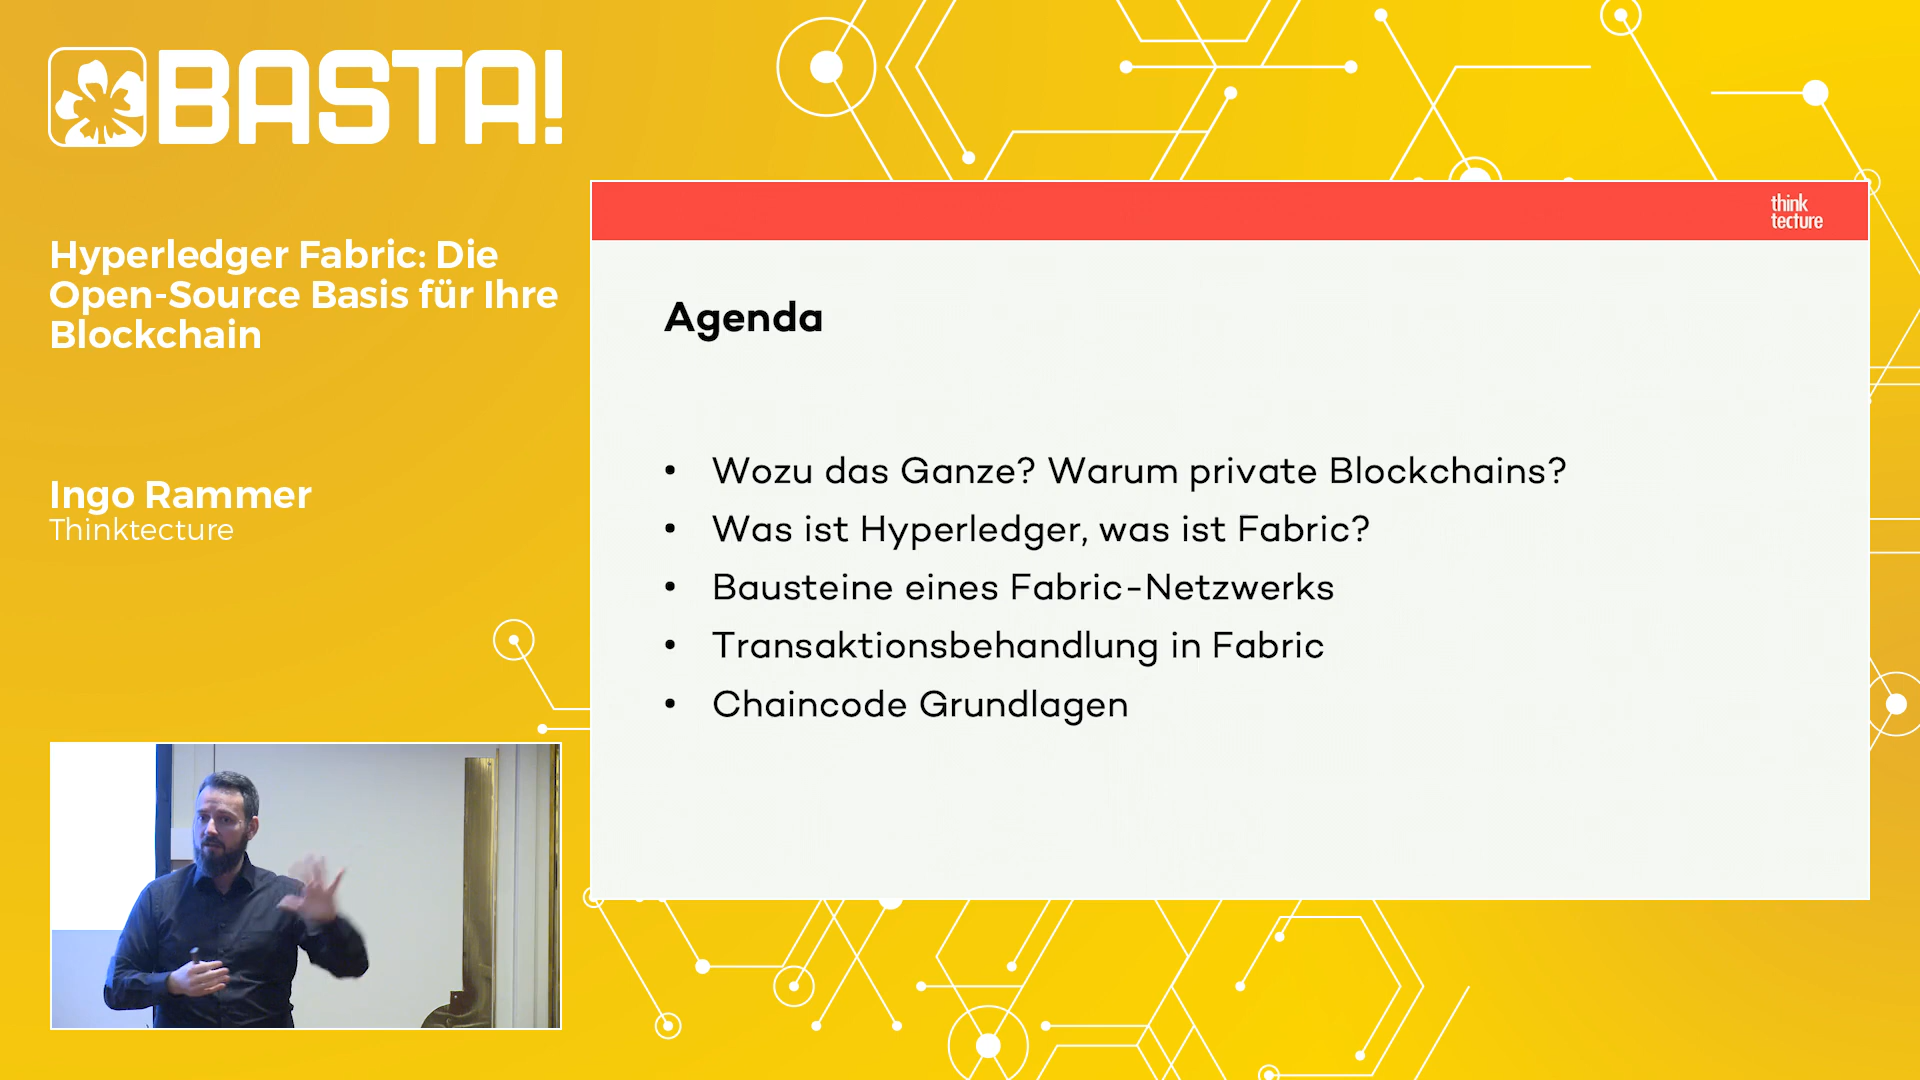 BASTA!
Hyperledger Fabric: Die
Open-Source Basis für Ihre
Blockchain
Ingo Rammer
Thinktecture
think
tecture
Agenda
• Wozu das Ganze? Warum private Blockchains?
• Was ist Hyperledger, was ist Fabric?
• Bausteine eines Fabric-Netzwerks
• Transaktionsbehandlung in Fabric
• Chaincode Grundlagen